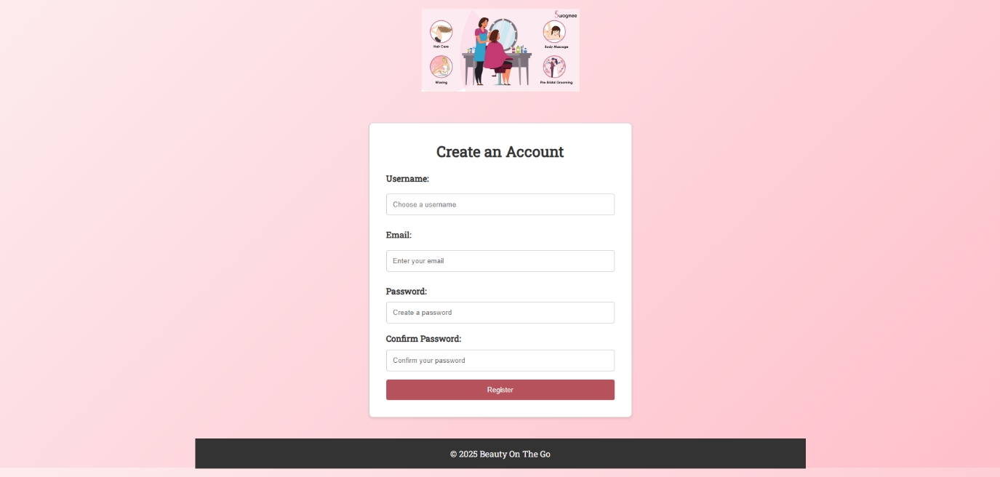 Swagmee
Hair Care
Body Massage
Waxing
Pre-Bridal Grooming
Create an Account
Username:
Choose a username
Email:
Enter your email
Password:
Create a password
Confirm Password:
Confirm your password
Register
© 2025 Beauty On The Go